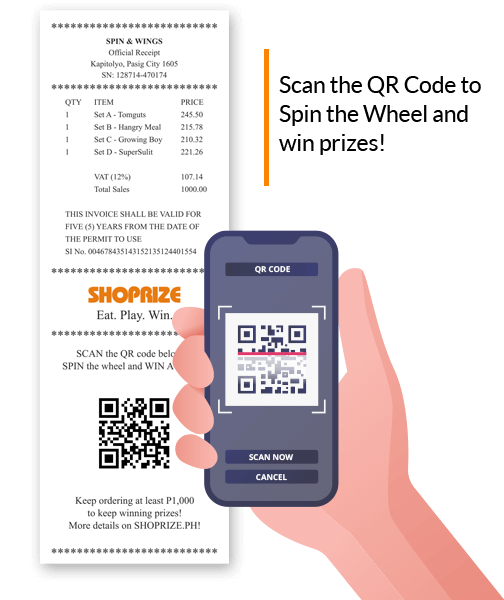 *************************
SPIN & WINGS
Official Receipt
Kapitolyo, Pasig City 1605
SN: 128714-470174
*************************
QTY ITEM PRICE
1 Set A - Tomguts 245.50
1 Set B - Hangry Meal 215.78
1 Set C - Growing Boy 210.32
1 Set D - SuperSulit 221.26
VAT (12%) 107.14
Total Sales 1000.00
THIS INVOICE SHALL BE VALID FOR
FIVE (5) YEARS FROM THE DATE OF
THE PERMIT TO USE
SI No. 004678435143152135124401554
*************************
SHOPRIZE
Eat. Play. Win.
*************************
SCAN the QR code
SPIN the wheel and WIN
Keep ordering at least P1,000
to keep winning prizes!
More details on SHOPRIZE.PH!
*************************
Scan the QR Code to
Spin the Wheel and
win prizes!
QR CODE
SCAN NOW
CANCEL